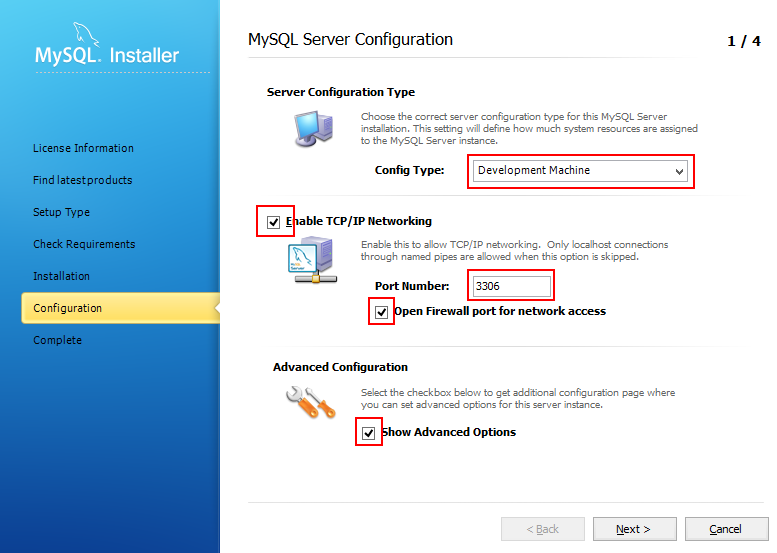 MySQL Installer
MySQL Server Configuration
1 / 4
License Information
Find latest products
Setup Type
Check Requirements
Installation
Configuration
Complete
Server Configuration Type
Choose the correct server configuration type for this MySQL Server
installation. This setting will define how much system resources are assigned
to the MySQL Server instance.
Config Type:
Development Machine
Enable TCP/IP Networking
MySQL
Server
Enable this to allow TCP/IP networking. Only localhost connections
through named pipes are allowed when this option is skipped.
Port Number:
3306
Open Firewall port for network access
Advanced Configuration
Select the checkbox below to get additional configuration page where
you can set advanced options for this server instance.
Show Advanced Options
< Back
Next >
Cancel